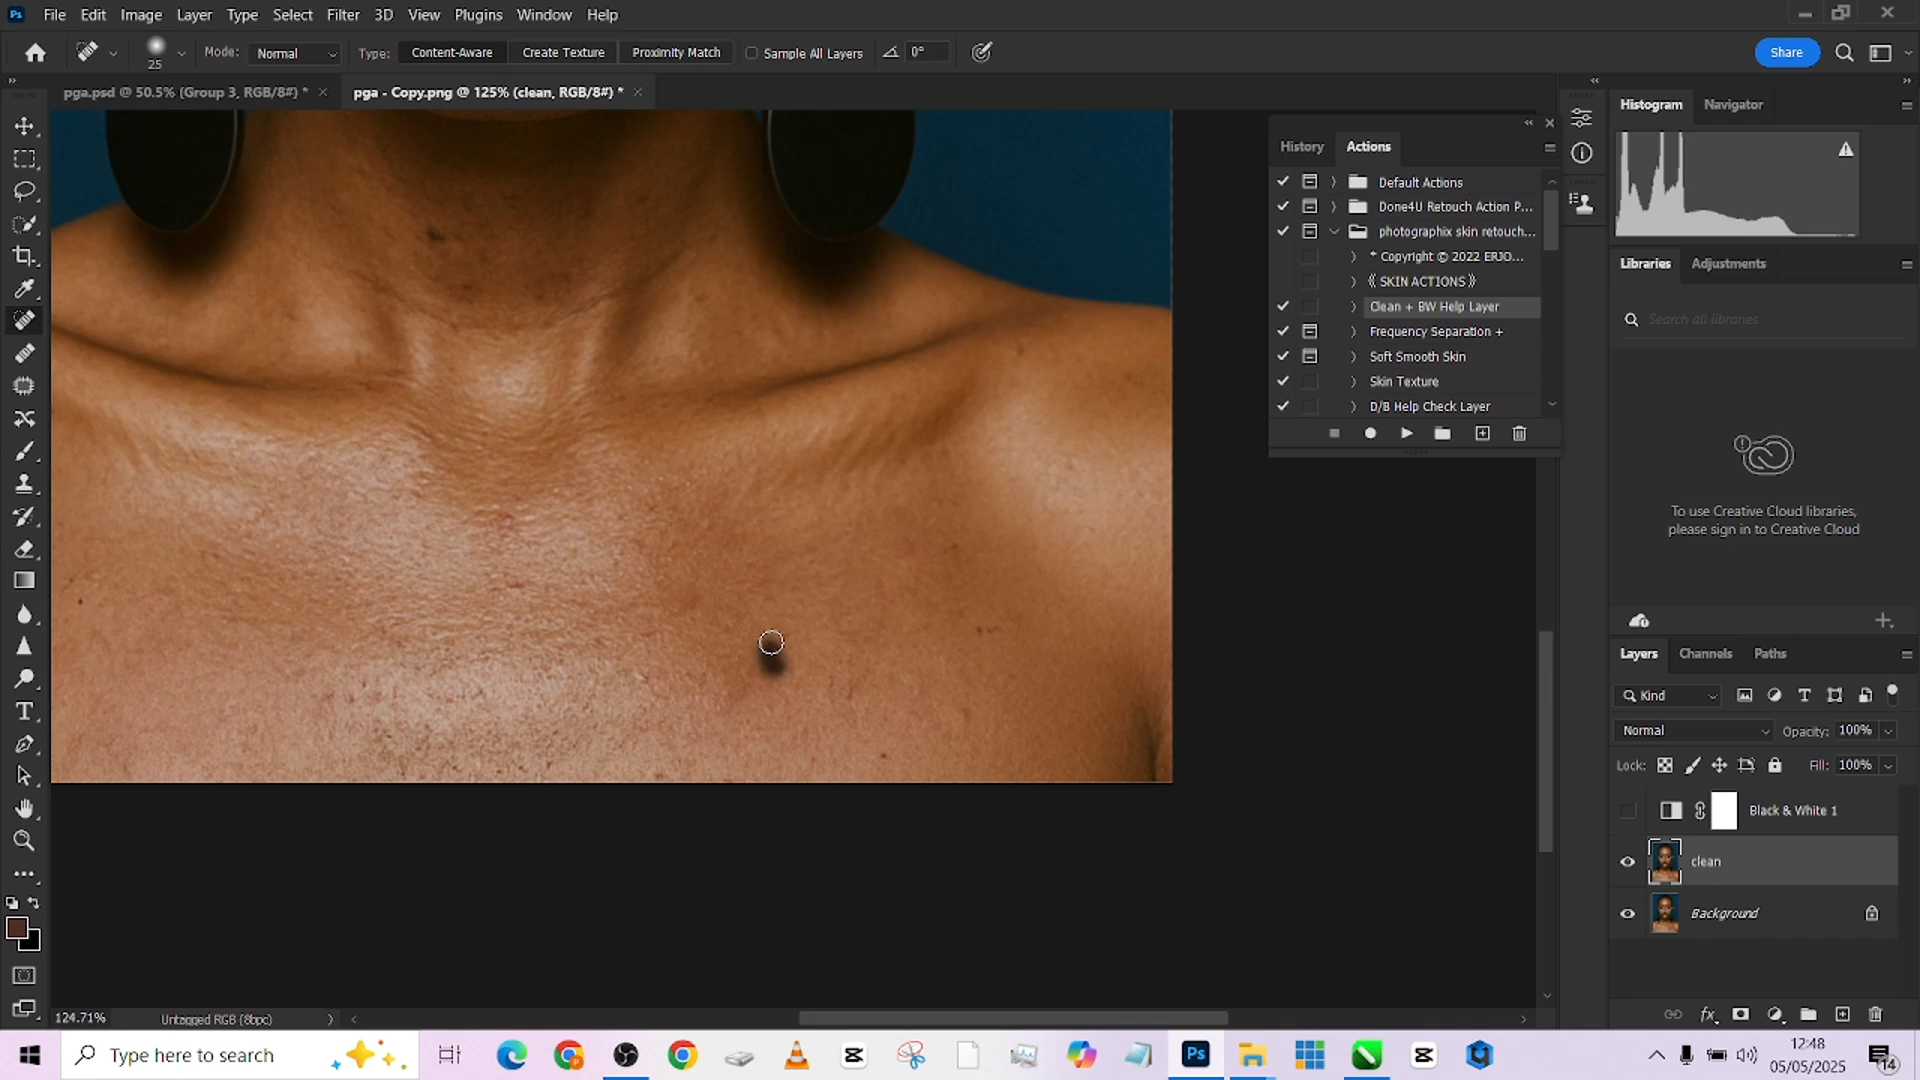 File Edit Image Layer Type Select Filter 3D View Plugins Window Help
25 Mode: Normal Type: Content-Aware Create Texture Proximity Match Sample All Layers 0° Share
pga.psd @ 50.5% (Group 3, RGB/8#) * pga - Copy.png @ 125% (clean, RGB/8#) *
Histogram Navigator
History Actions
Default Actions
Done4U Retouch Action P...
photographix skin retouch...
* Copyright © 2022 ERJO...
《 SKIN ACTIONS 》
Clean + BW Help Layer
Frequency Separation +
Soft Smooth Skin
Skin Texture
D/B Help Check Layer
Libraries Adjustments
Search all libraries
To use Creative Cloud libraries,
please sign in to Creative Cloud
Layers Channels Paths
Kind
Normal Opacity: 100%
Lock: Fill: 100%
Black & White 1
clean
Background
124.71% Untagged RGB (8bpc)
Type here to search
12:48
05/05/2025
14